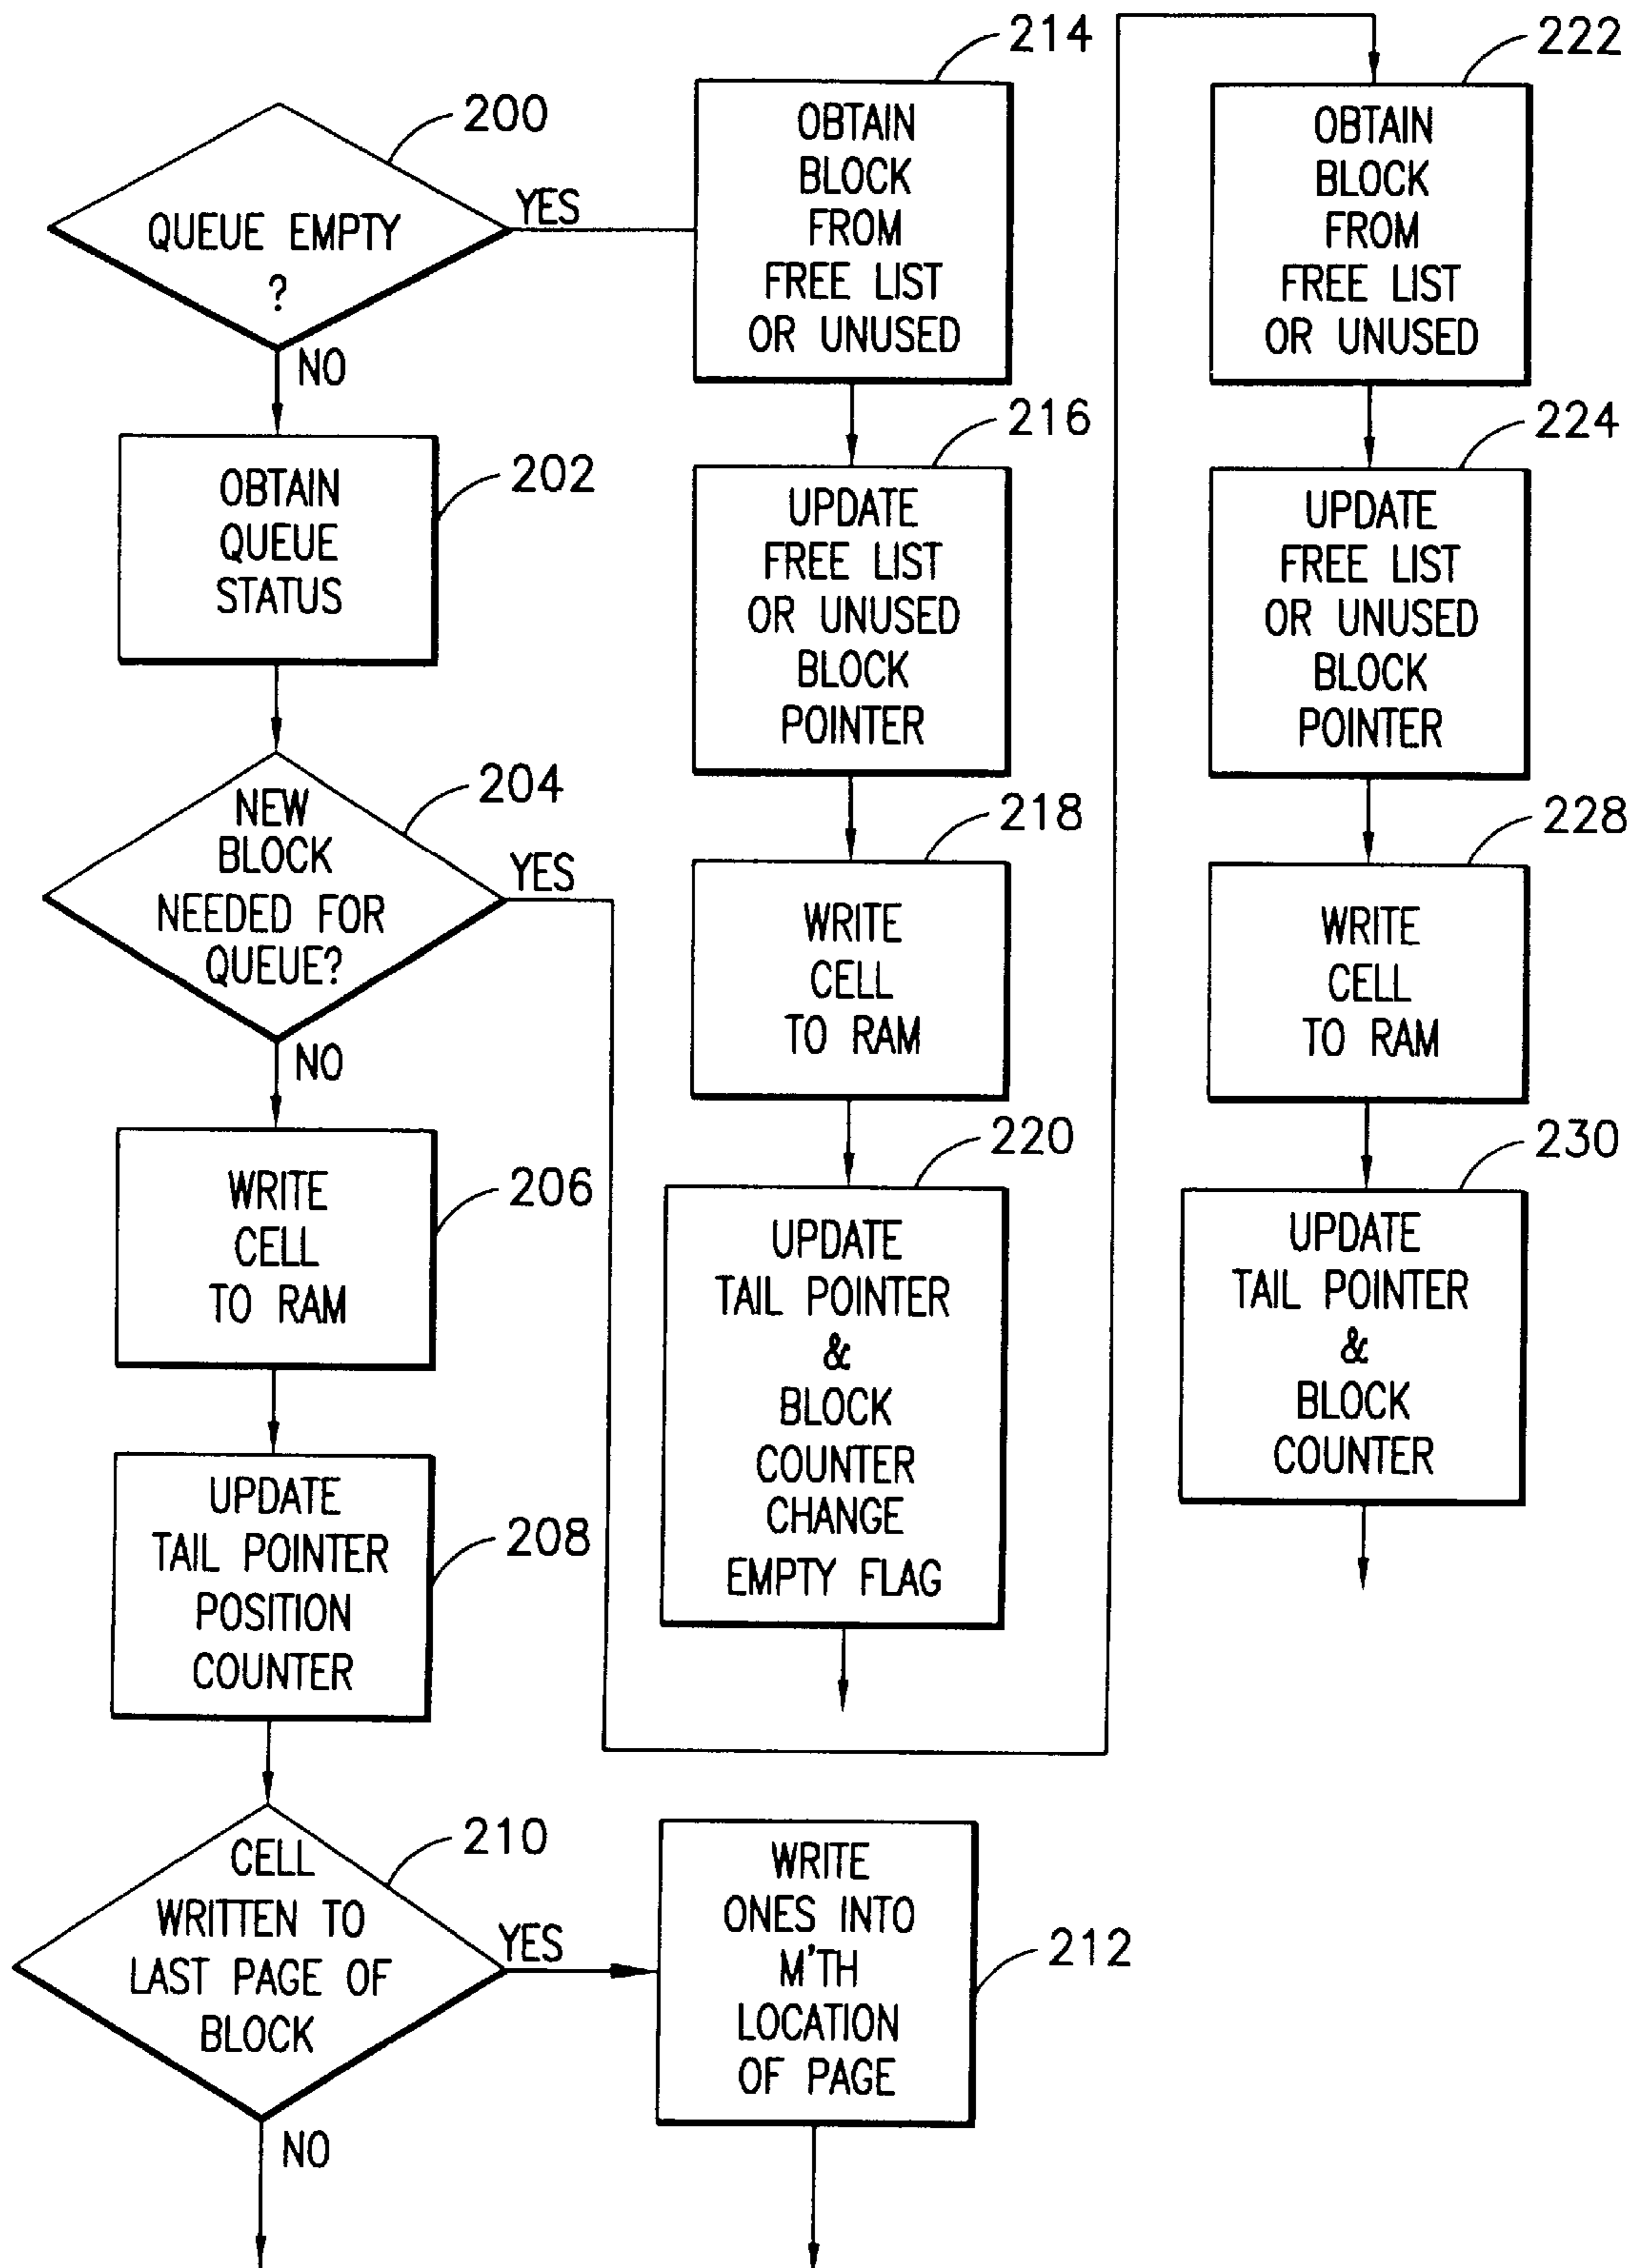 200
QUEUE EMPTY
?
YES
NO
202
OBTAIN
QUEUE
STATUS
204
NEW
BLOCK
NEEDED FOR
QUEUE?
YES
NO
206
WRITE
CELL
TO RAM
208
UPDATE
TAIL POINTER
POSITION
COUNTER
210
CELL
WRITTEN TO
LAST PAGE OF
BLOCK
YES
NO
212
WRITE
ONES INTO
M'TH
LOCATION
OF PAGE
214
OBTAIN
BLOCK
FROM
FREE LIST
OR UNUSED
216
UPDATE
FREE LIST
OR UNUSED
BLOCK
POINTER
218
WRITE
CELL
TO RAM
220
UPDATE
TAIL POINTER
&
BLOCK
COUNTER
CHANGE
EMPTY FLAG
222
OBTAIN
BLOCK
FROM
FREE LIST
OR UNUSED
224
UPDATE
FREE LIST
OR UNUSED
BLOCK
POINTER
228
WRITE
CELL
TO RAM
230
UPDATE
TAIL POINTER
&
BLOCK
COUNTER